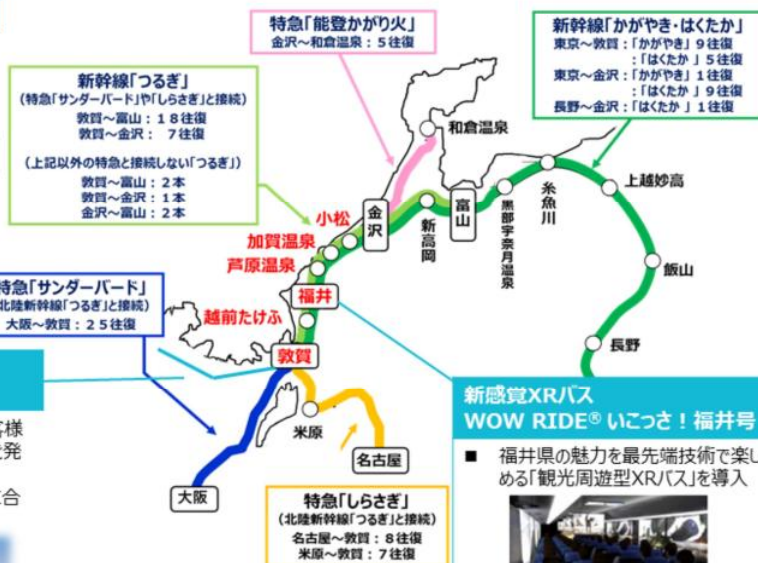 特急「能登かがり火」
金沢～和倉温泉：５往復
新幹線「かがやき・はくたか」
東京～敦賀：「かがやき」９往復
：「はくたか」５往復
東京～金沢：「かがやき」１往復
：「はくたか」９往復
長野～金沢：「はくたか」１往復
新幹線「つるぎ」
（特急「サンダーバード」や「しらさぎ」と接続）
敦賀～富山：１８往復
敦賀～金沢：　７往復
（上記以外の特急と接続しない「つるぎ」）
敦賀～富山：２本
敦賀～金沢：１本
金沢～富山：２本
和倉温泉
小松
加賀温泉
芦原温泉
金沢
新高岡
富山
黒部宇奈月温泉
糸魚川
上越妙高
飯山
長野
特急「サンダーバード」
北陸新幹線「つるぎ」と接続）
大阪～敦賀：２５往復
福井
越前たけふ
敦賀
米原
名古屋
大阪
客様
発
合
特急「しらさぎ」
（北陸新幹線「つるぎ」と接続）
名古屋～敦賀：８往復
米原～敦賀：７往復
新感覚XRバス
WOW RIDE® いこっさ！福井号
■ 福井県の魅力を最先端技術で楽し
める「観光周遊型XRバス」を導入